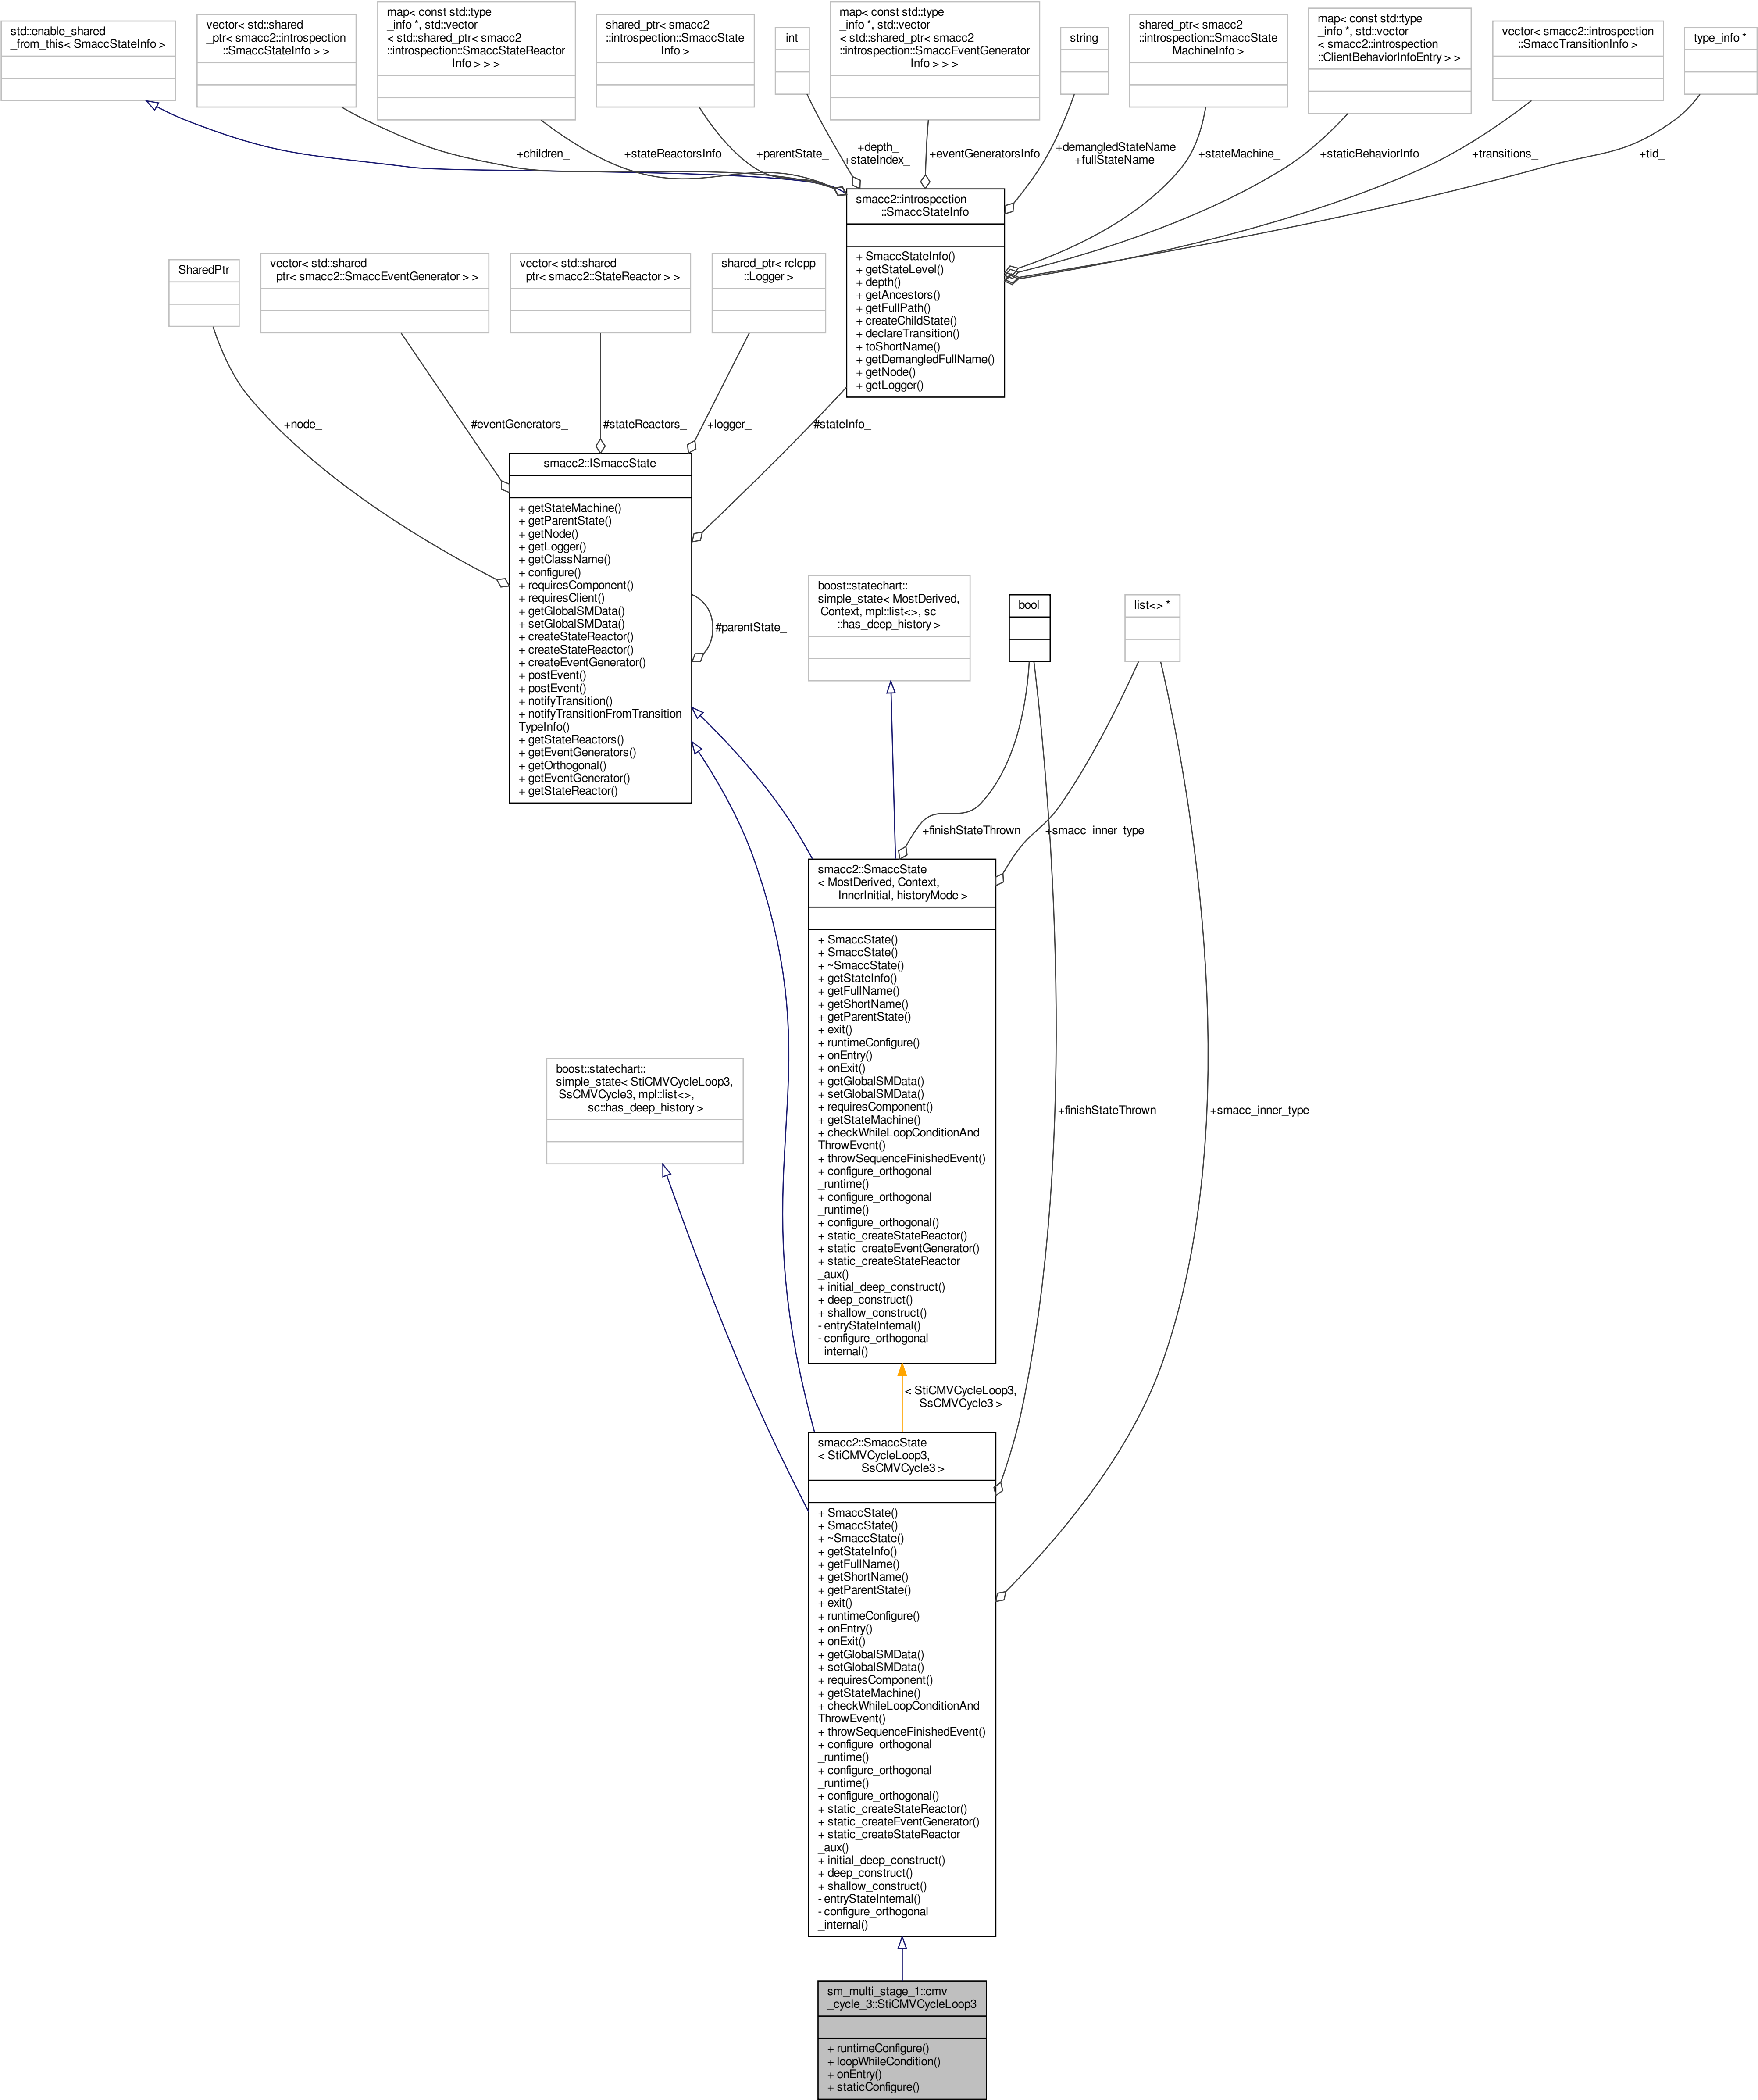 std::enable_shared
_from_this< SmaccStateInfo >
vector< std::shared
_ptr< smacc2::introspection
::SmaccStateInfo > >
map< const std::type
_info *, std::vector
< std::shared_ptr< smacc2
::introspection::SmaccStateReactor
Info > > >
shared_ptr< smacc2
::introspection::SmaccState
Info >
int
map< const std::type
_info *, std::vector
< std::shared_ptr< smacc2
::introspection::SmaccEventGenerator
Info > > >
string
shared_ptr< smacc2
::introspection::SmaccState
MachineInfo >
map< const std::type
_info *, std::vector
< smacc2::introspection
::ClientBehaviorInfoEntry > >
vector< smacc2::introspection
::SmaccTransitionInfo >
type_info *
+children_
+stateReactorsInfo
+parentState_
+depth_
+stateIndex_
+eventGeneratorsInfo
+demangledStateName
+fullStateName
+stateMachine_
+staticBehaviorInfo
+transitions_
+tid_
smacc2::introspection
::SmaccStateInfo
+ SmaccStateInfo()
+ getStateLevel()
+ depth()
+ getAncestors()
+ getFullPath()
+ createChildState()
+ declareTransition()
+ toShortName()
+ getDemangledFullName()
+ getNode()
+ getLogger()
SharedPtr
vector< std::shared
_ptr< smacc2::SmaccEventGenerator > >
vector< std::shared
_ptr< smacc2::StateReactor > >
shared_ptr< rclcpp
::Logger >
+node_
#eventGenerators_
#stateReactors_
+logger_
#stateInfo_
smacc2::ISmaccState
+ getStateMachine()
+ getParentState()
+ getNode()
+ getLogger()
+ getClassName()
+ configure()
+ requiresComponent()
+ requiresClient()
+ getGlobalSMData()
+ setGlobalSMData()
+ createStateReactor()
+ createStateReactor()
+ createEventGenerator()
+ postEvent()
+ postEvent()
+ notifyTransition()
+ notifyTransitionFromTransition
TypeInfo()
+ getStateReactors()
+ getEventGenerators()
+ getOrthogonal()
+ getEventGenerator()
+ getStateReactor()
#parentState_
boost::statechart::
simple_state< MostDerived,
Context, mpl::list<>, sc
::has_deep_history >
bool
list<> *
+finishStateThrown
+smacc_inner_type
smacc2::SmaccState
< MostDerived, Context,
InnerInitial, historyMode >
+ SmaccState()
+ SmaccState()
+ ~SmaccState()
+ getStateInfo()
+ getFullName()
+ getShortName()
+ getParentState()
+ exit()
+ runtimeConfigure()
+ onEntry()
+ onExit()
+ getGlobalSMData()
+ setGlobalSMData()
+ requiresComponent()
+ getStateMachine()
+ checkWhileLoopConditionAnd
ThrowEvent()
+ throwSequenceFinishedEvent()
+ configure_orthogonal
_runtime()
+ configure_orthogonal
_runtime()
+ configure_orthogonal()
+ static_createStateReactor()
+ static_createEventGenerator()
+ static_createStateReactor
_aux()
+ initial_deep_construct()
+ deep_construct()
+ shallow_construct()
- entryStateInternal()
- configure_orthogonal
_internal()
boost::statechart::
simple_state< StiCMVCycleLoop3,
SsCMVCycle3, mpl::list<>,
sc::has_deep_history >
+finishStateThrown
+smacc_inner_type
< StiCMVCycleLoop3,
SsCMVCycle3 >
smacc2::SmaccState
< StiCMVCycleLoop3,
SsCMVCycle3 >
+ SmaccState()
+ SmaccState()
+ ~SmaccState()
+ getStateInfo()
+ getFullName()
+ getShortName()
+ getParentState()
+ exit()
+ runtimeConfigure()
+ onEntry()
+ onExit()
+ getGlobalSMData()
+ setGlobalSMData()
+ requiresComponent()
+ getStateMachine()
+ checkWhileLoopConditionAnd
ThrowEvent()
+ throwSequenceFinishedEvent()
+ configure_orthogonal
_runtime()
+ configure_orthogonal
_runtime()
+ configure_orthogonal()
+ static_createStateReactor()
+ static_createEventGenerator()
+ static_createStateReactor
_aux()
+ initial_deep_construct()
+ deep_construct()
+ shallow_construct()
- entryStateInternal()
- configure_orthogonal
_internal()
sm_multi_stage_1::cmv
_cycle_3::StiCMVCycleLoop3
+ runtimeConfigure()
+ loopWhileCondition()
+ onEntry()
+ staticConfigure()